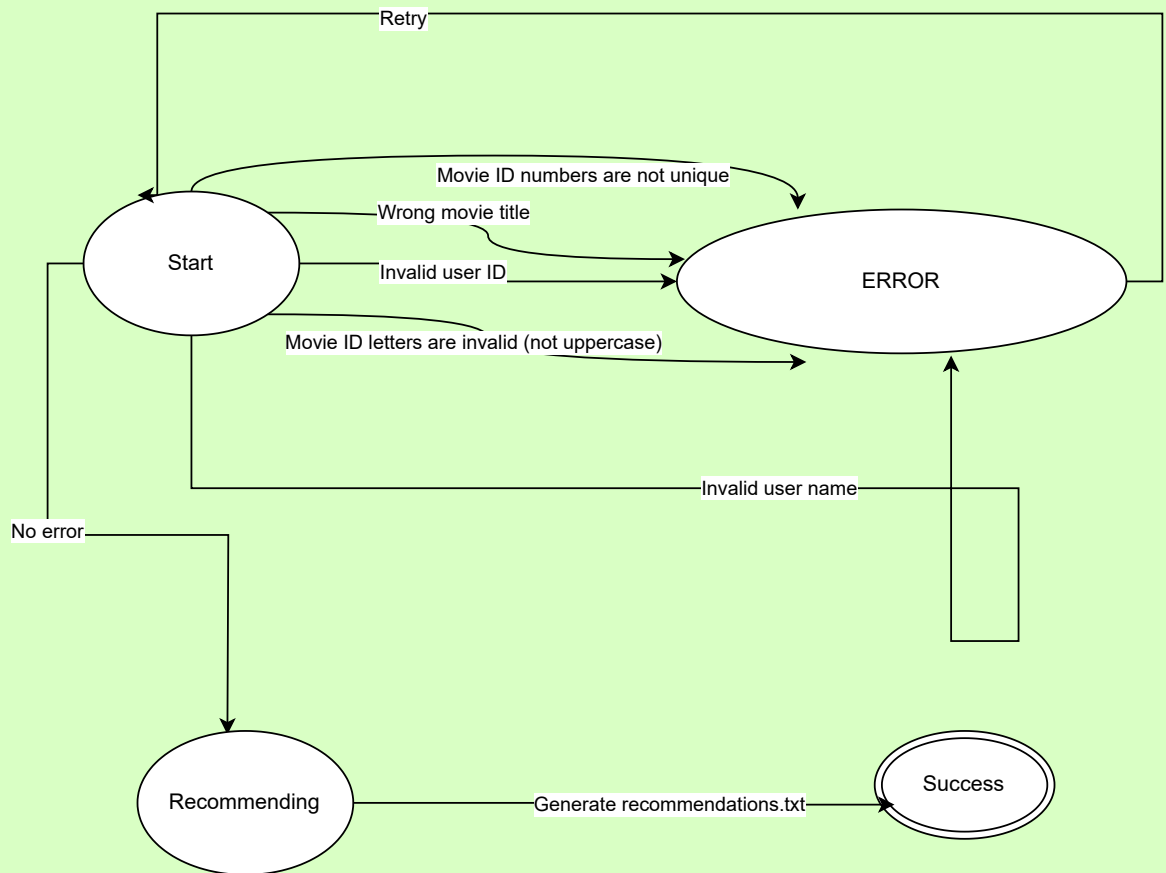 Retry
Movie ID numbers are not unique
Wrong movie title
Start
Invalid user ID
ERROR
Movie ID letters are invalid (not uppercase)
Invalid user name
No error
Recommending
Generate recommendations.txt
Success